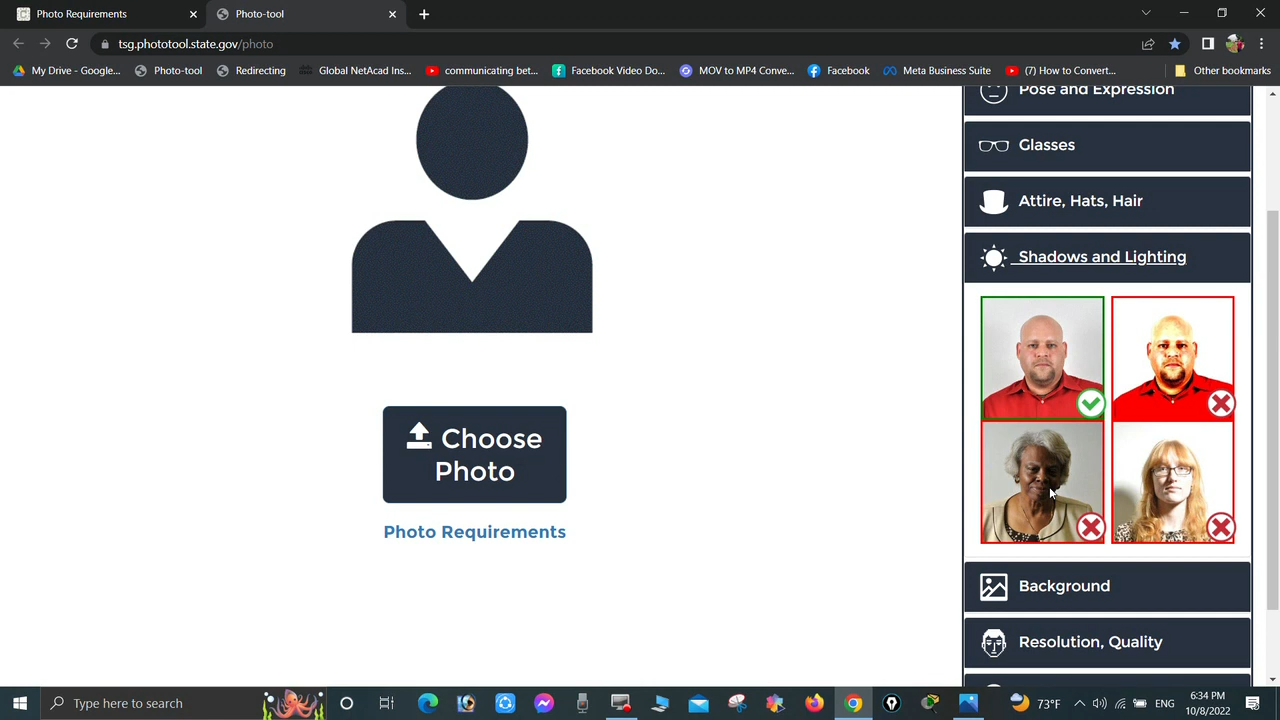 Photo Requirements
Photo-tool
tsg.phototool.state.gov/photo
My Drive - Google...
Photo-tool
Redirecting
Global NetAcad Ins...
communicating bet...
Facebook Video Do...
MOV to MP4 Conve...
Facebook
Meta Business Suite
(7) How to Convert...
Other bookmarks
Pose and Expression
Glasses
Attire, Hats, Hair
Shadows and Lighting
Choose
Photo
Photo Requirements
Background
Resolution, Quality
Type here to search
73°F
ENG
6:34 PM
10/8/2022